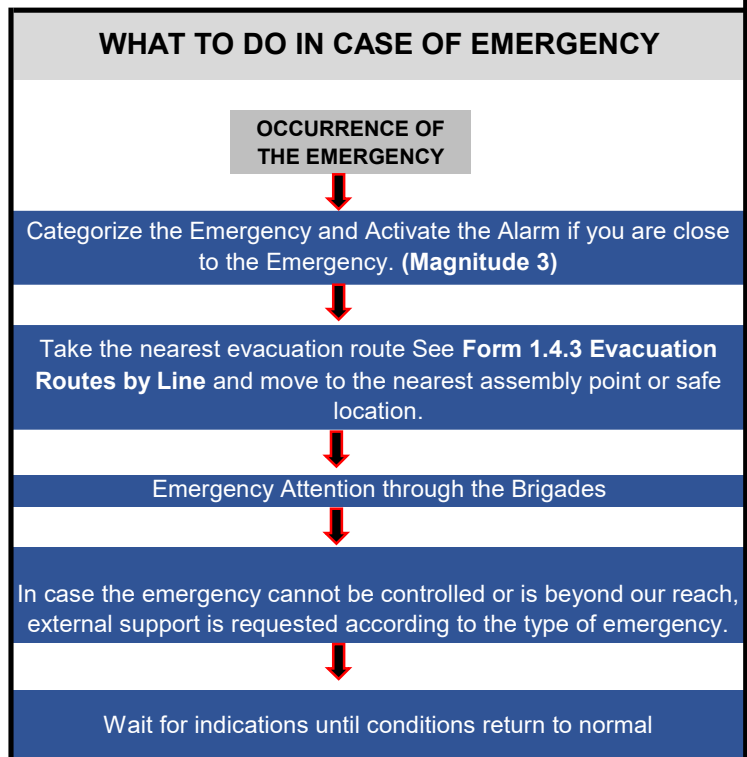 WHAT TO DO IN CASE OF EMERGENCY
OCCURRENCE OF
THE EMERGENCY
Categorize the Emergency and Activate the Alarm if you are close
to the Emergency. (Magnitude 3)
Take the nearest evacuation route See Form 1.4.3 Evacuation
Routes by Line and move to the nearest assembly point or safe
location.
Emergency Attention through the Brigades
In case the emergency cannot be controlled or is beyond our reach,
external support is requested according to the type of emergency.
Wait for indications until conditions return to normal